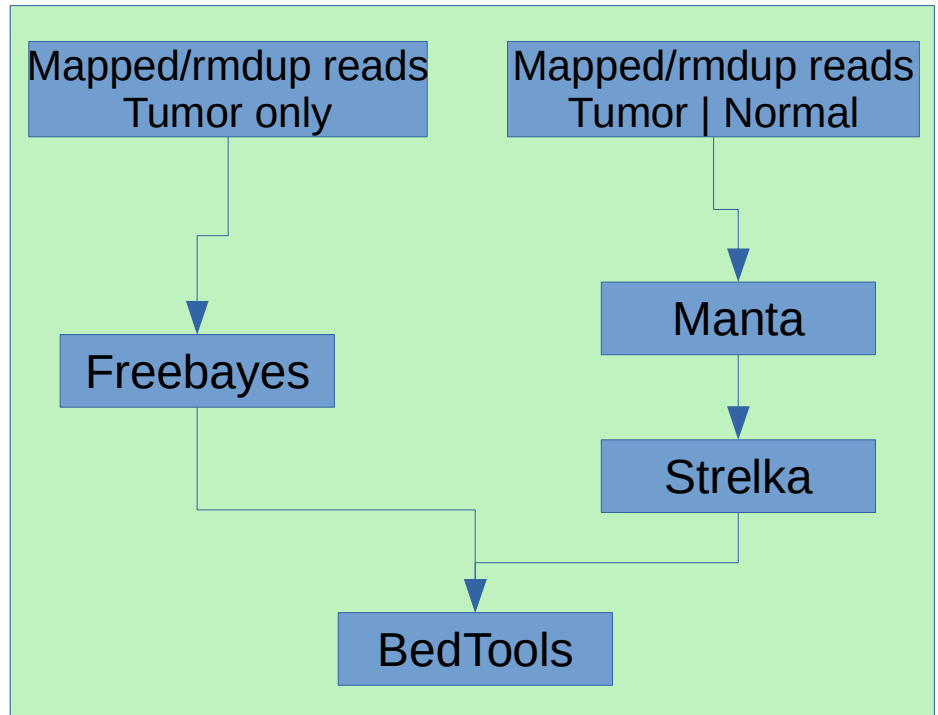 Mapped/rmdup reads
Tumor only
Mapped/rmdup reads
Tumor | Normal
Manta
Freebayes
Strelka
BedTools